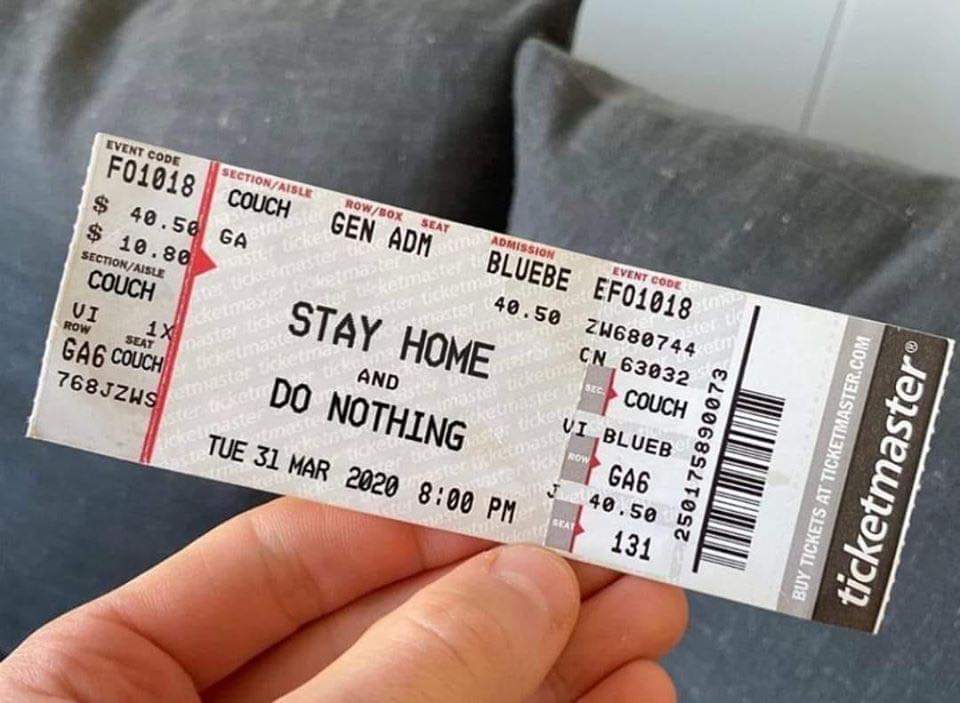 EVENT CODE
FO1018
$ 40.50
$ 10.80
SECTION/AISLE
COUCH
VI 1X
ROW SEAT
GA6 COUCH
768JZWS
SECTION/AISLE ROW/BOX SEAT ADMISSION EVENT CODE
COUCH GEN ADM BLUEBE EFO1018
GA 40.50
STAY HOME
AND
DO NOTHING
TUE 31 MAR 2020 8:00 PM
ZW680744
CN 63032
SEC.
COUCH
VI BLUEB
ROW
GA6
J 40.50
SEAT
131
250175890073
BUY TICKETS AT TICKETMASTER.COM
ticketmaster®